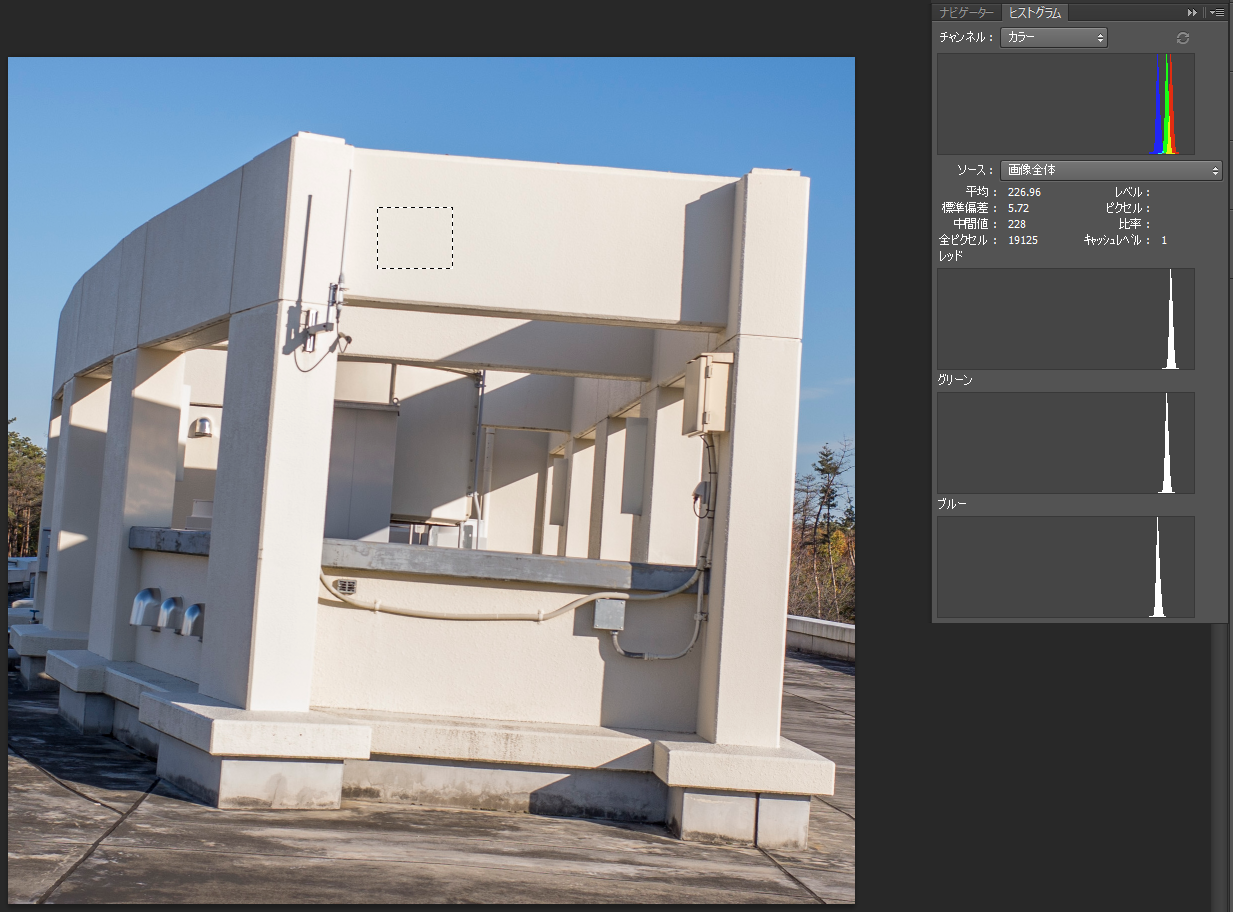 ナビゲーター ヒストグラム
チャンネル： カラー
ソース： 画像全体
平均： 226.96 レベル：
標準偏差： 5.72 ピクセル：
中間値： 228 比率：
全ピクセル： 19125 キャッシュレベル： 1
レッド
グリーン
ブルー